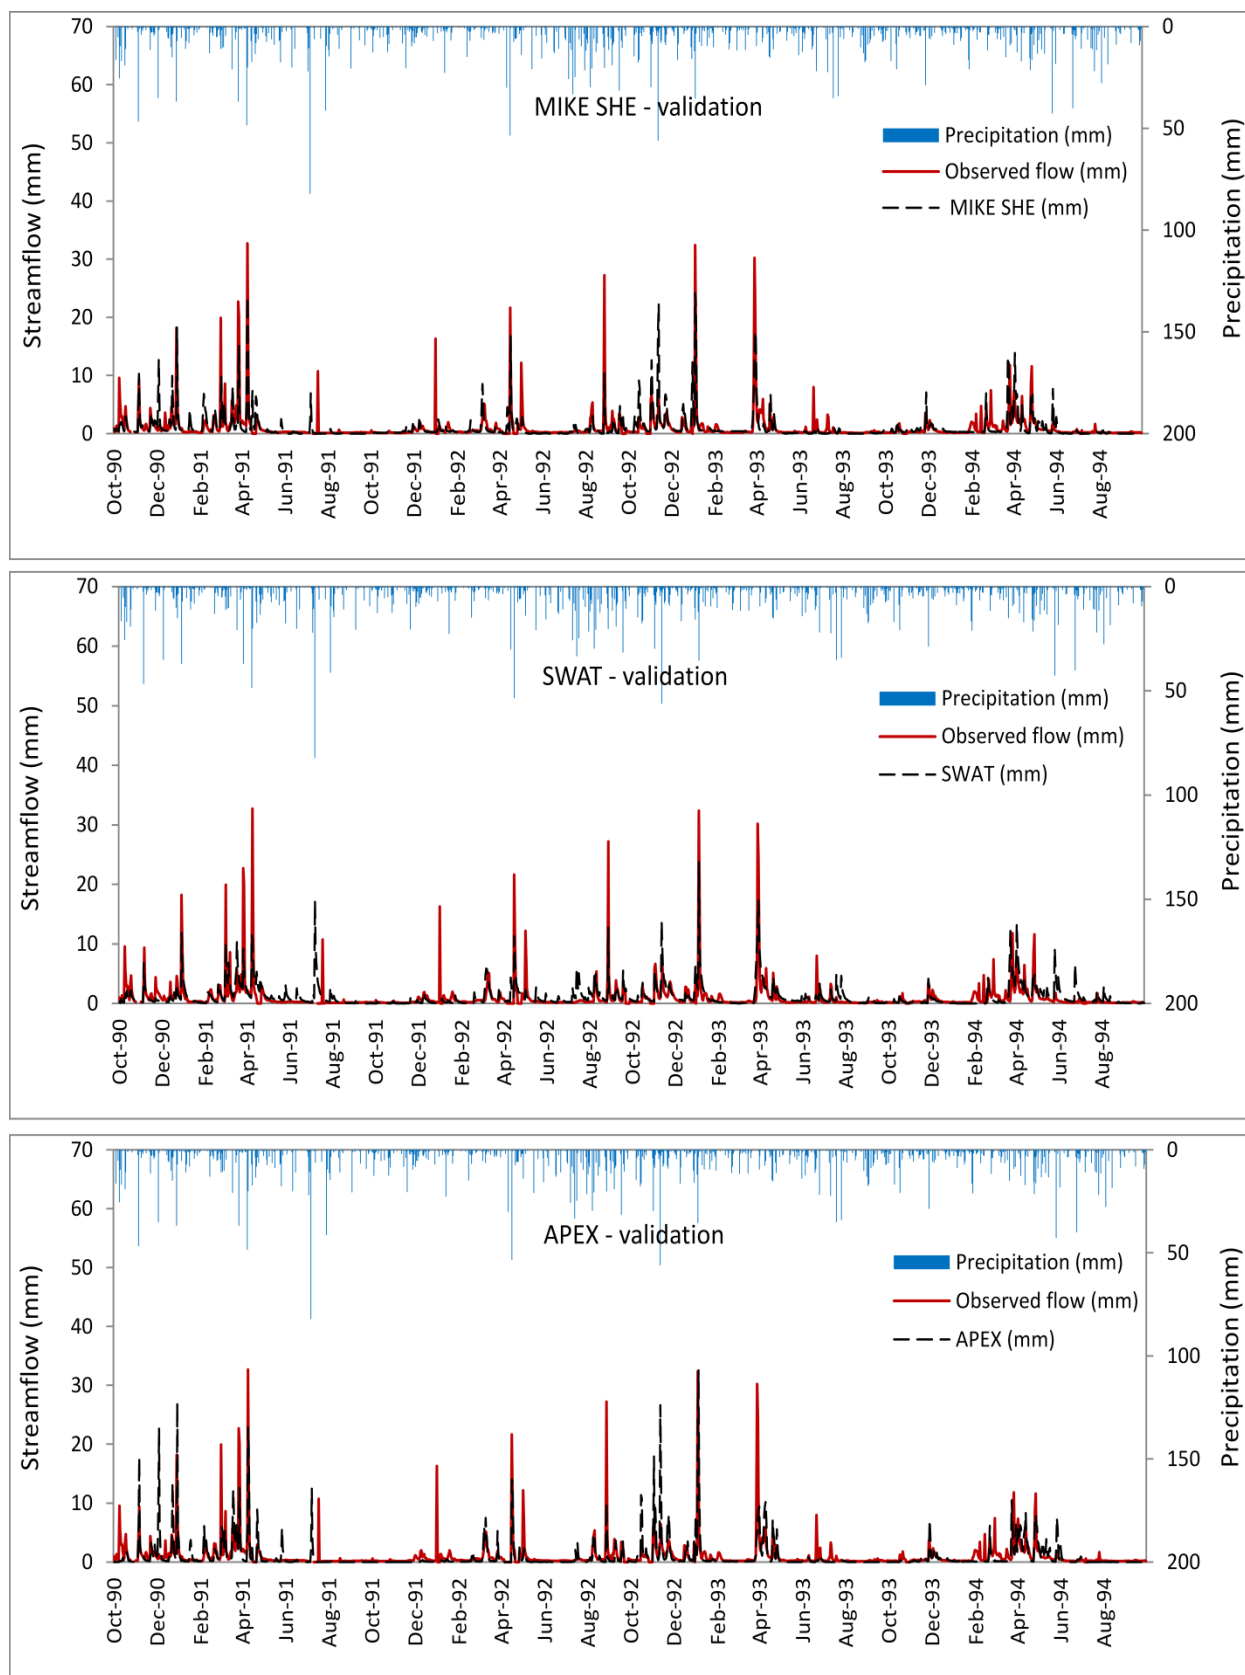 70
60
50
40
30
20
10
0
Streamflow (mm)
0
50
100
150
200
Precipitation (mm)
MIKE SHE - validation
Precipitation (mm)
Observed flow (mm)
MIKE SHE (mm)
Oct-90
Dec-90
Feb-91
Apr-91
Jun-91
Aug-91
Oct-91
Dec-91
Feb-92
Apr-92
Jun-92
Aug-92
Oct-92
Dec-92
Feb-93
Apr-93
Jun-93
Aug-93
Oct-93
Dec-93
Feb-94
Apr-94
Jun-94
Aug-94
70
60
50
40
30
20
10
0
Streamflow (mm)
0
50
100
150
200
Precipitation (mm)
SWAT - validation
Precipitation (mm)
Observed flow (mm)
SWAT (mm)
Oct-90
Dec-90
Feb-91
Apr-91
Jun-91
Aug-91
Oct-91
Dec-91
Feb-92
Apr-92
Jun-92
Aug-92
Oct-92
Dec-92
Feb-93
Apr-93
Jun-93
Aug-93
Oct-93
Dec-93
Feb-94
Apr-94
Jun-94
Aug-94
70
60
50
40
30
20
10
0
Streamflow (mm)
0
50
100
150
200
Precipitation (mm)
APEX - validation
Precipitation (mm)
Observed flow (mm)
APEX (mm)
Oct-90
Dec-90
Feb-91
Apr-91
Jun-91
Aug-91
Oct-91
Dec-91
Feb-92
Apr-92
Jun-92
Aug-92
Oct-92
Dec-92
Feb-93
Apr-93
Jun-93
Aug-93
Oct-93
Dec-93
Feb-94
Apr-94
Jun-94
Aug-94